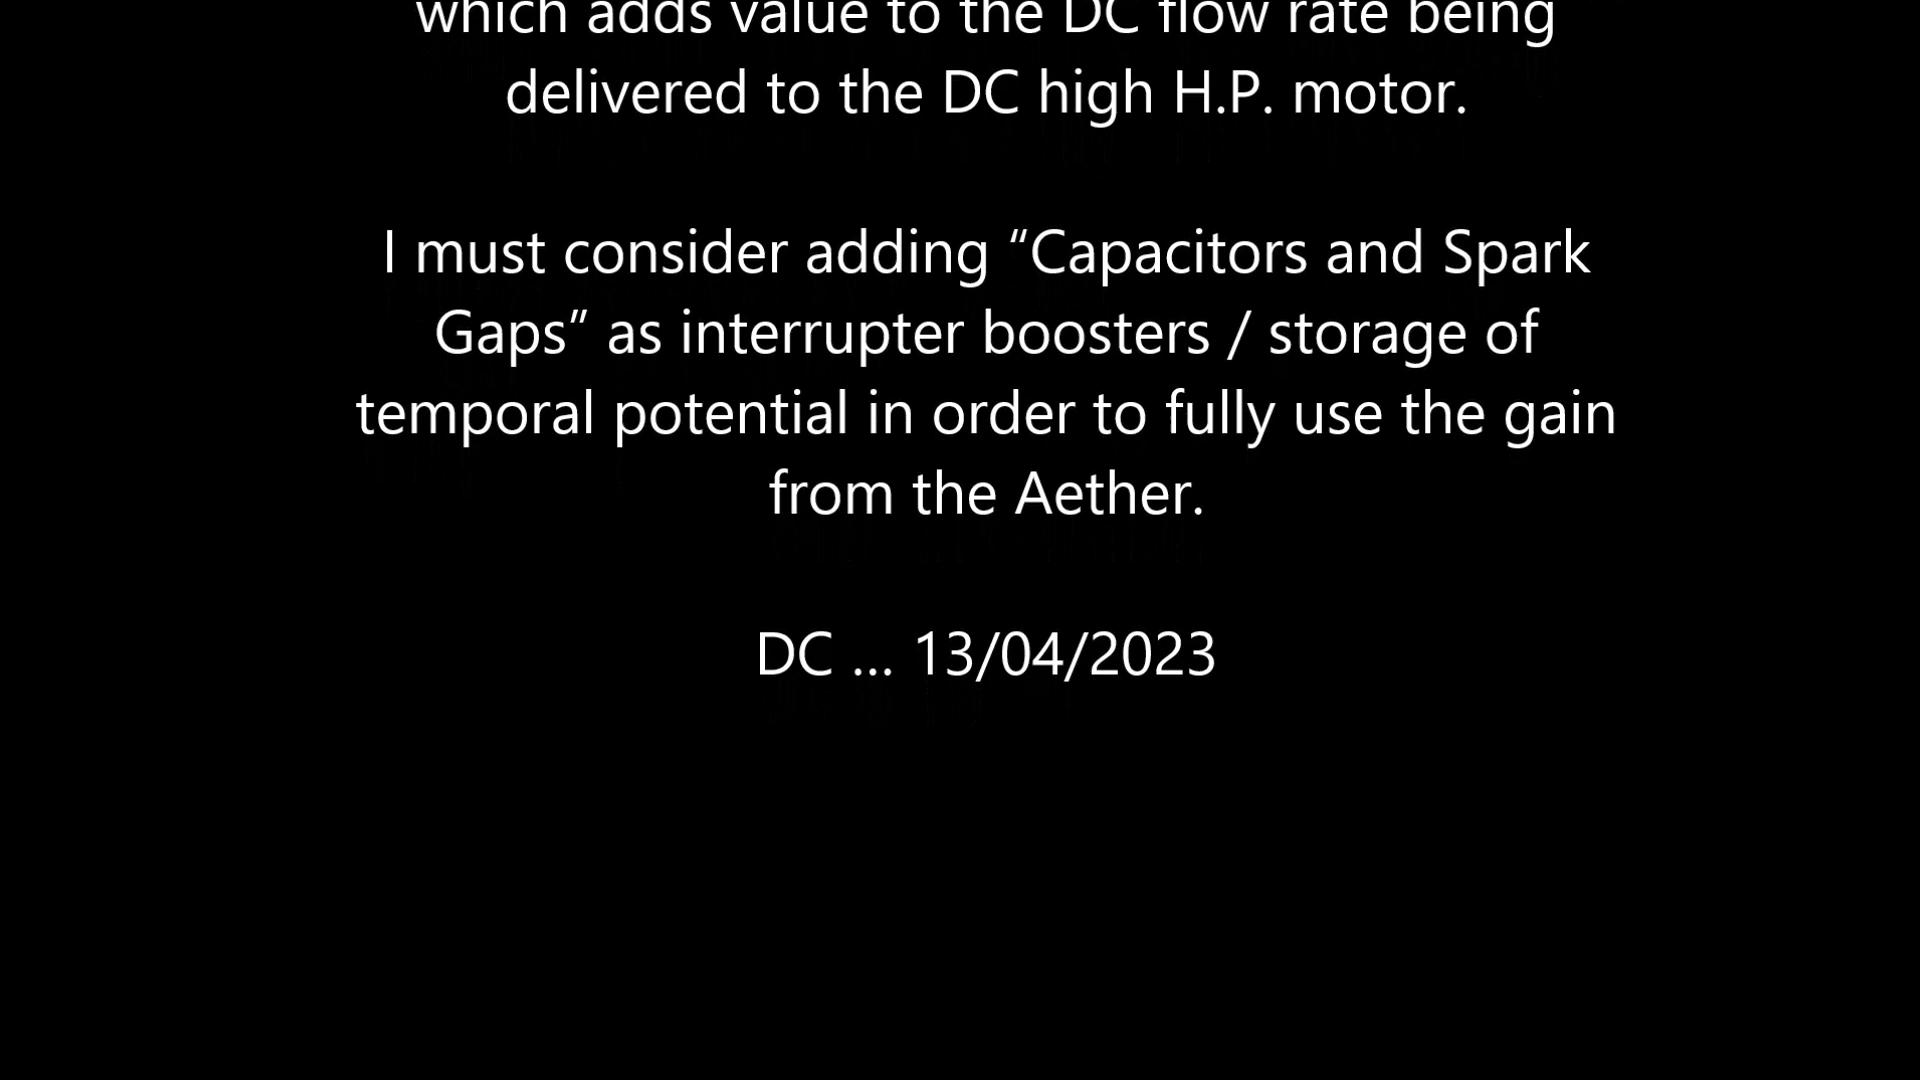 which adds value to the DC flow rate being
delivered to the DC high H.P. motor.
I must consider adding “Capacitors and Spark
Gaps” as interrupter boosters / storage of
temporal potential in order to fully use the gain
from the Aether.
DC ... 13/04/2023